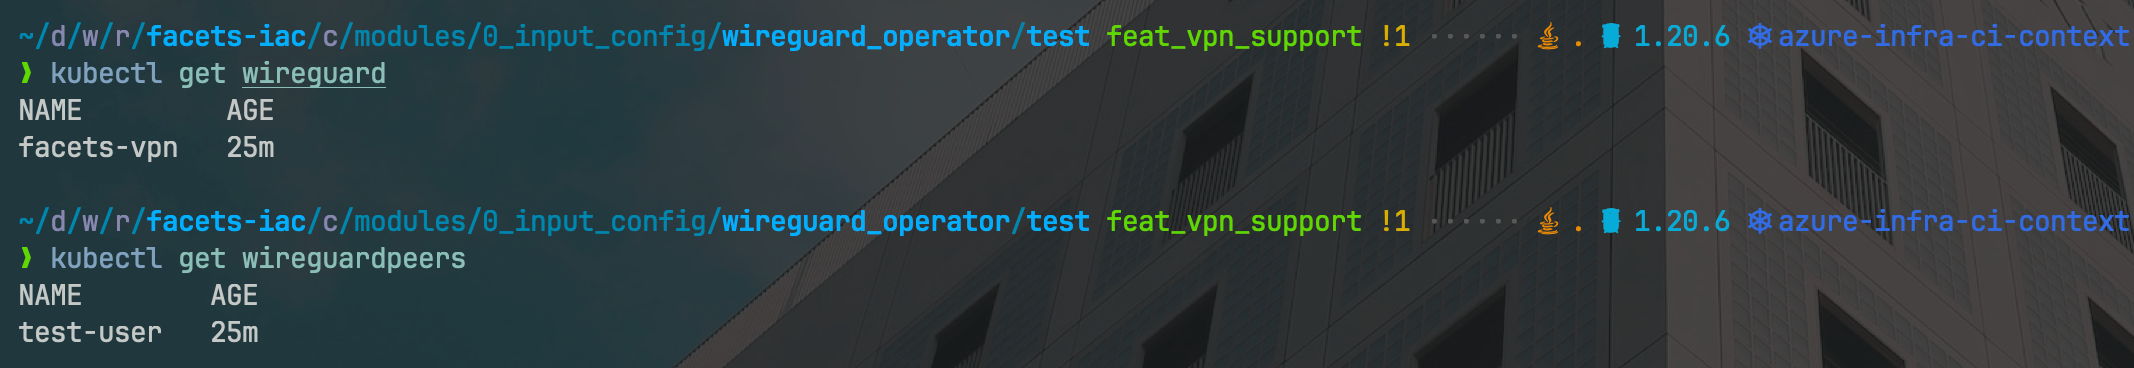 ~/d/w/r/facets-iac/c/modules/0_input_config/wireguard_operator/test feat_vpn_support !1 ······ . 1.20.6 ⎈azure-infra-ci-context
❯ kubectl get wireguard
NAME         AGE
facets-vpn   25m
~/d/w/r/facets-iac/c/modules/0_input_config/wireguard_operator/test feat_vpn_support !1 ······ . 1.20.6 ⎈azure-infra-ci-context
❯ kubectl get wireguardpeers
NAME        AGE
test-user   25m